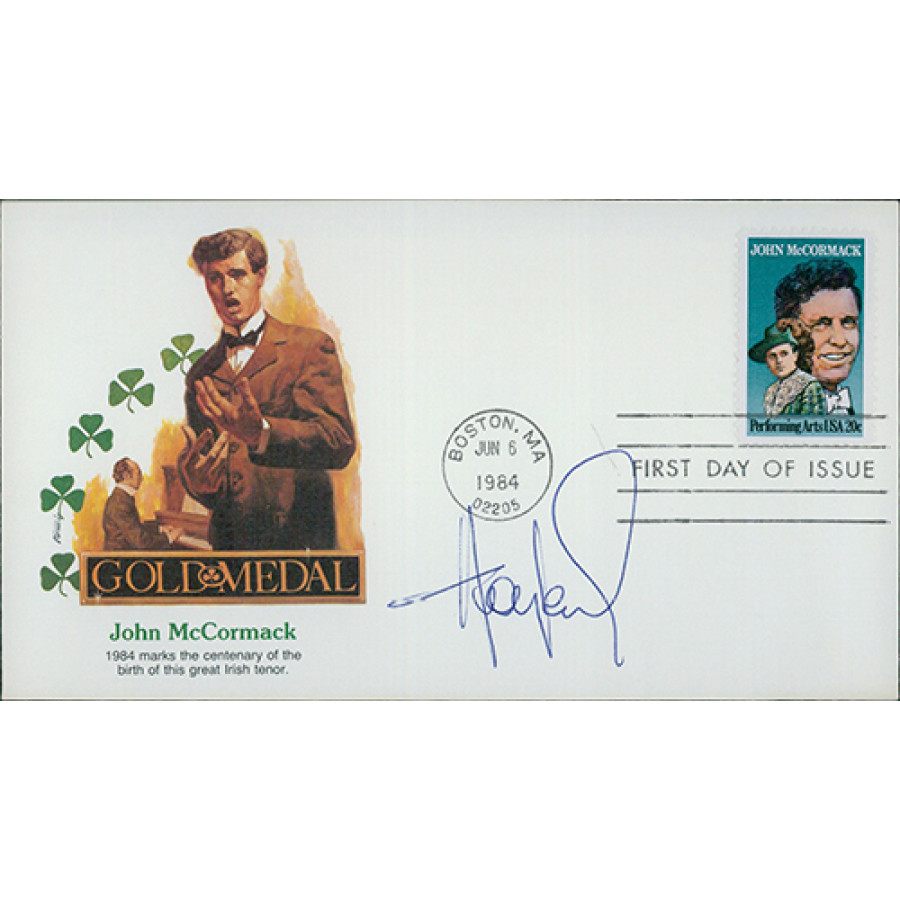 JOHN McCORMACK
Performing Arts USA 20c
BOSTON, MA
JUN 6
1984
02205
FIRST DAY OF ISSUE
GOLD MEDAL
John McCormack
1984 marks the centenary of the
birth of this great Irish tenor.